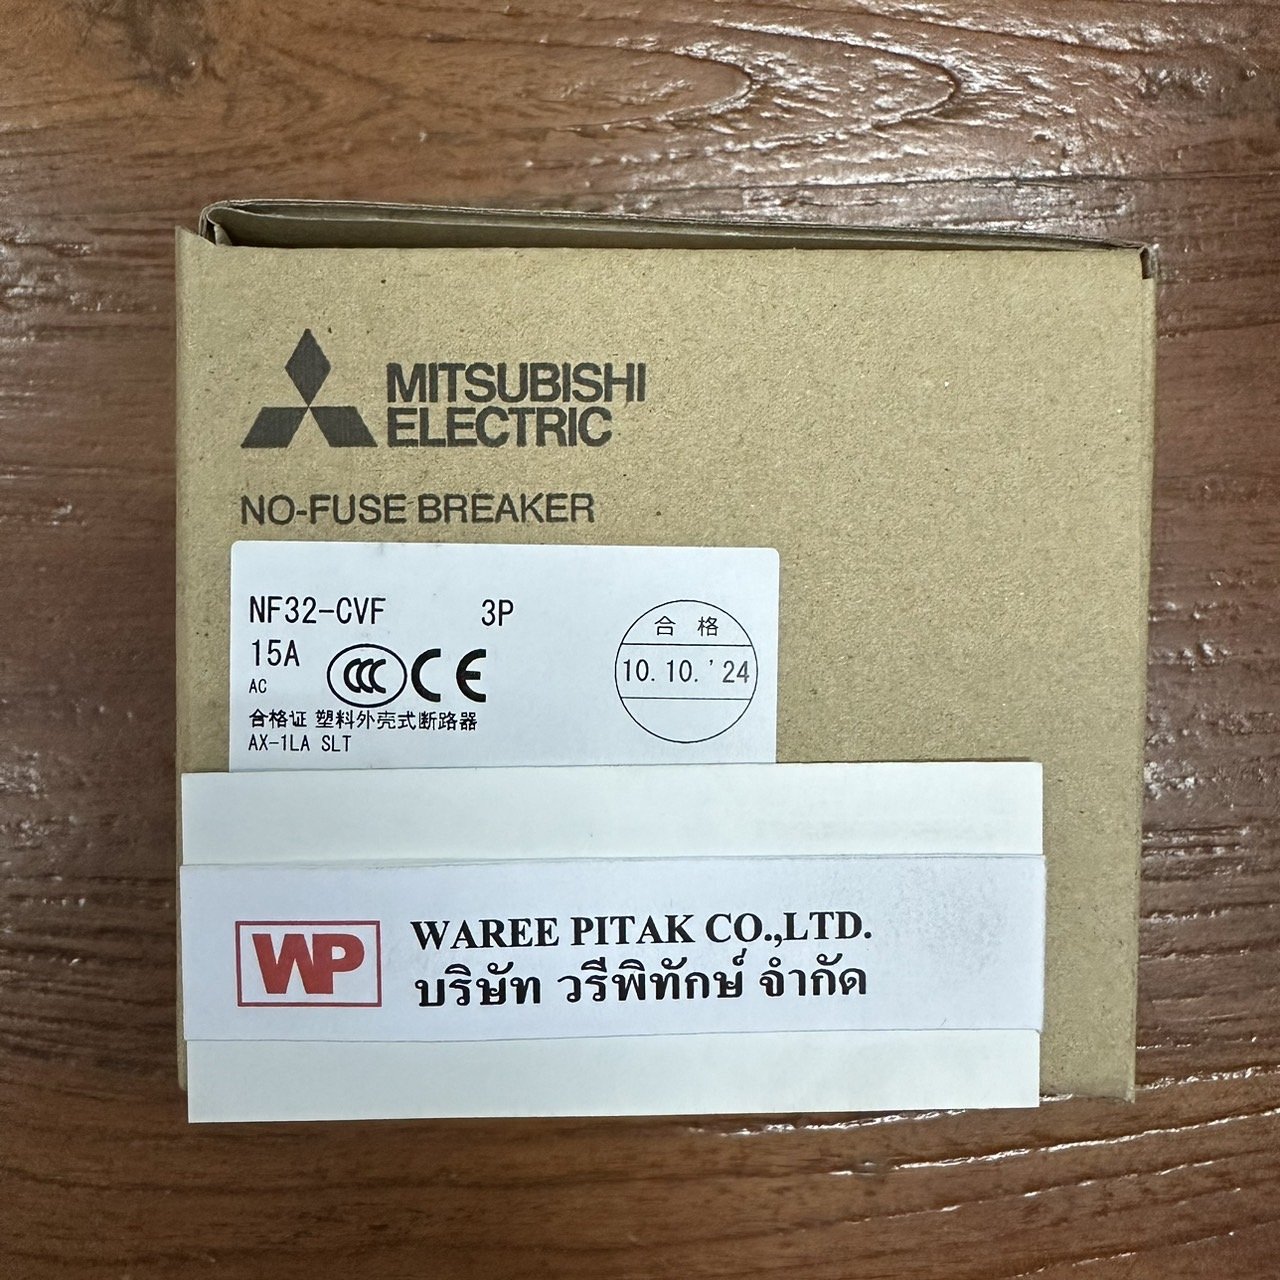 MITSUBISHI
ELECTRIC
NO-FUSE BREAKER
NF32-CVF 3P
15A CCC CE
AC
合格证 塑料外壳式断路器
AX-1LA SLT
合格
10.10.'24
WP
WAREE PITAK CO.,LTD.
บริษัท วรีพิทักษ์ จำกัด